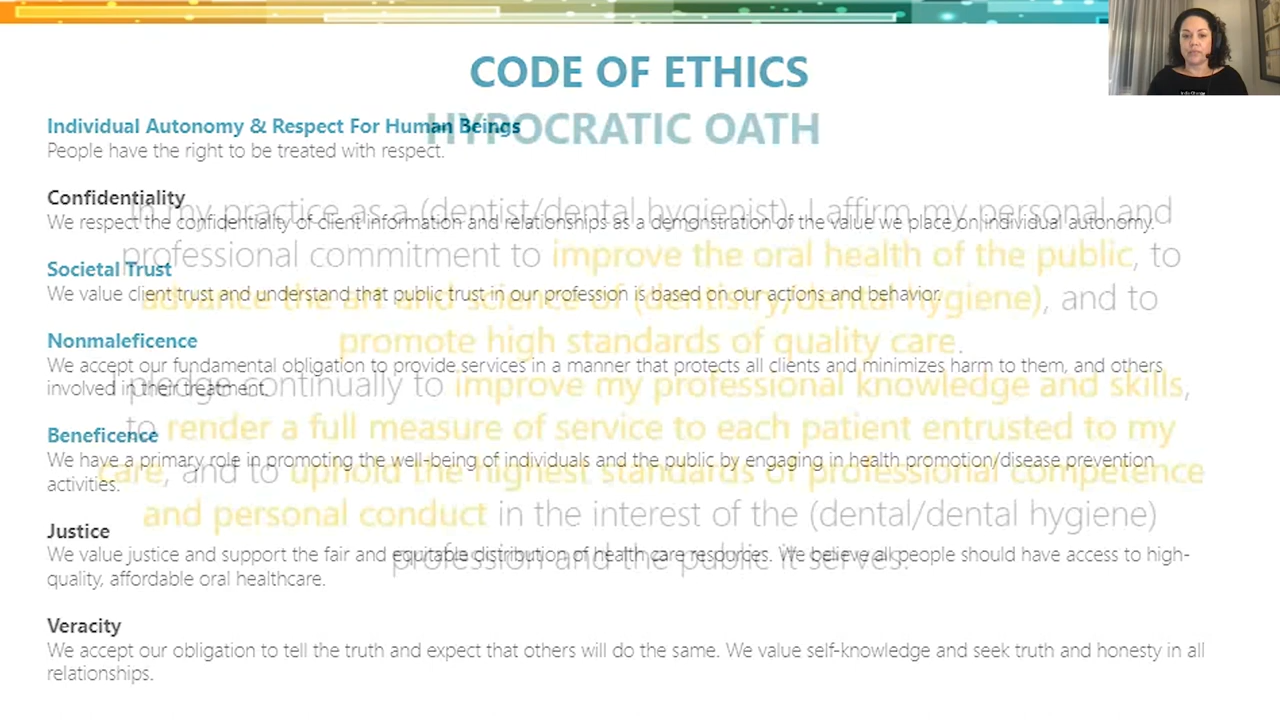 CODE OF ETHICS
HYPOCRATIC OATH
Individual Autonomy & Respect For Human Beings
People have the right to be treated with respect.
Confidentiality
We respect the confidentiality of client information and relationships as a demonstration of the value we place on individual autonomy.
Societal Trust
We value client trust and understand that public trust in our profession is based on our actions and behavior.
Nonmaleficence
We accept our fundamental obligation to provide services in a manner that protects all clients and minimizes harm to them, and others
involved in their treatment.
Beneficence
We have a primary role in promoting the well-being of individuals and the public by engaging in health promotion/disease prevention
activities.
Justice
We value justice and support the fair and equitable distribution of health care resources. We believe all people should have access to high-
quality, affordable oral healthcare.
Veracity
We accept our obligation to tell the truth and expect that others will do the same. We value self-knowledge and seek truth and honesty in all
relationships.
In my practice as a (dentist/dental hygienist), I affirm my personal and
professional commitment to improve the oral health of the public, to
advance the art and science of (dentistry/dental hygiene), and to
promote high standards of quality care.
I pledge continually to improve my professional knowledge and skills,
to render a full measure of service to each patient entrusted to my
care, and to uphold the highest standards of professional competence
and personal conduct in the interest of the (dental/dental hygiene)
profession and the public it serves.